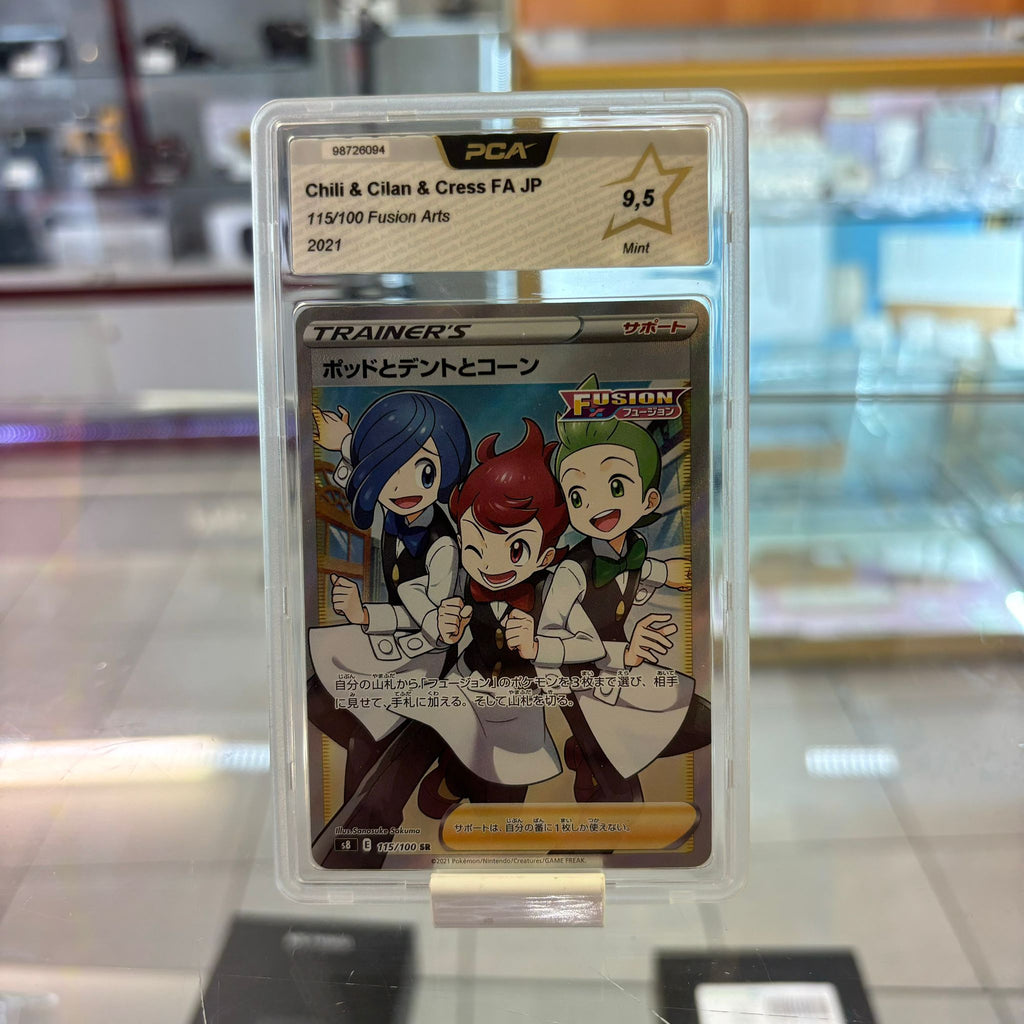 98726094
PCA
Chili & Cilan & Cress FA JP
115/100 Fusion Arts
2021
9,5
Mint
TRAINER'S
サポート
ポッドとデントとコーン
FUSION
フュージョン
自分の山札から「フュージョン」のポケモンを3枚まで選び、相手
に見せて、手札に加える。そして山札を切る。
サポートは、自分の番に1枚しか使えない。
Illus. Sanosuke Sakuma
s8 E 115/100 SR
©2021 Pokémon/Nintendo/Creatures/GAME FREAK.